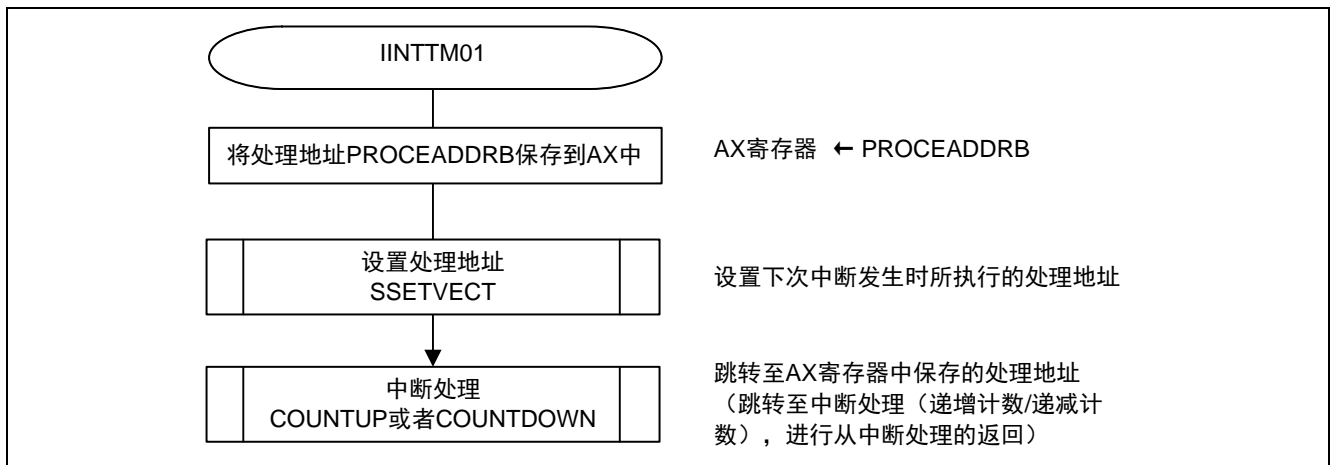 IINTTM01
将处理地址PROCEADDRB保存到AX中
AX寄存器 ← PROCEADDRB
设置处理地址
SSETVECT
设置下次中断发生时所执行的处理地址
中断处理
COUNTUP或者COUNTDOWN
跳转至AX寄存器中保存的处理地址
（跳转至中断处理（递增计数/递减计
数），进行从中断处理的返回）